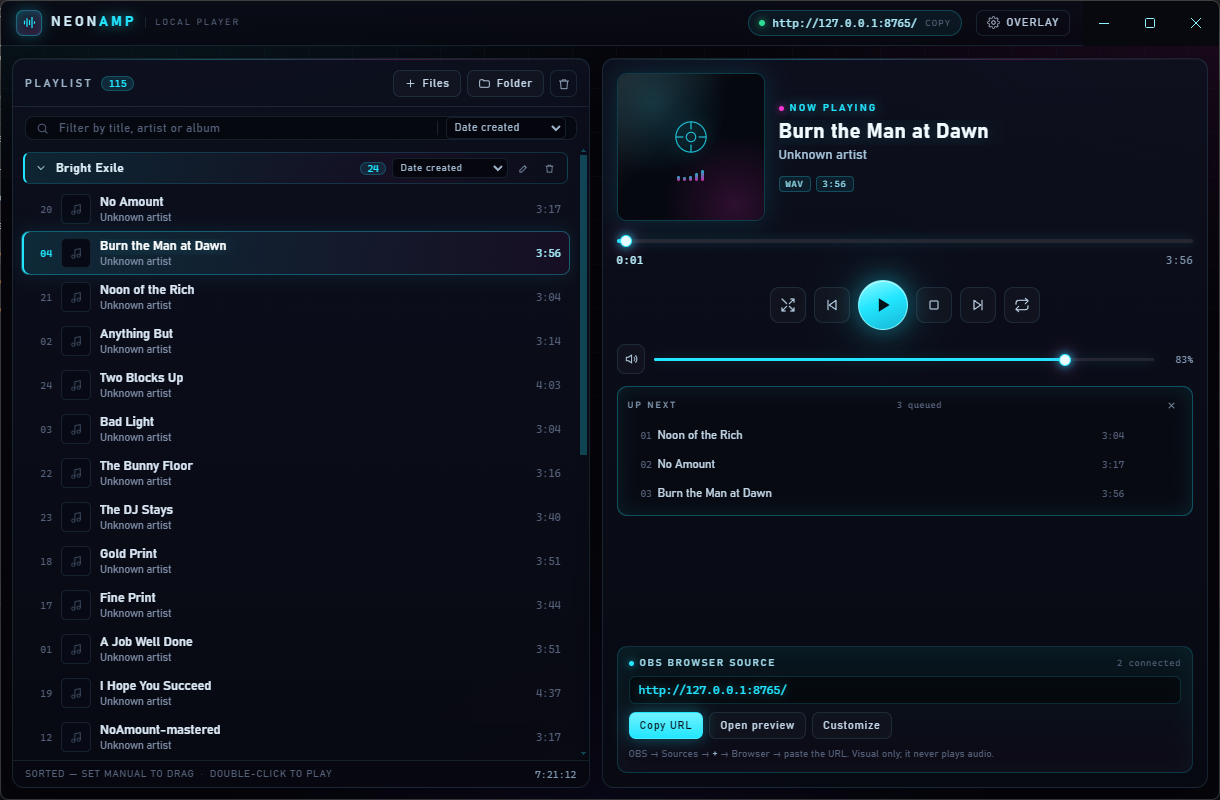 NEONAMP LOCAL PLAYER
http://127.0.0.1:8765/ COPY
OVERLAY
PLAYLIST 115
+ Files
Folder
Filter by title, artist or album
Date created
Bright Exile 24 Date created
20 No Amount 3:17
Unknown artist
04 Burn the Man at Dawn 3:56
Unknown artist
21 Noon of the Rich 3:04
Unknown artist
02 Anything But 3:14
Unknown artist
24 Two Blocks Up 4:03
Unknown artist
03 Bad Light 3:04
Unknown artist
22 The Bunny Floor 3:16
Unknown artist
23 The DJ Stays 3:40
Unknown artist
18 Gold Print 3:51
Unknown artist
17 Fine Print 3:44
Unknown artist
01 A Job Well Done 3:51
Unknown artist
19 I Hope You Succeed 4:37
Unknown artist
12 NoAmount-mastered 3:17
Unknown artist
SORTED — SET MANUAL TO DRAG · DOUBLE-CLICK TO PLAY 7:21:12
NOW PLAYING
Burn the Man at Dawn
Unknown artist
WAV 3:56
0:01 3:56
83%
UP NEXT 3 queued
01 Noon of the Rich 3:04
02 No Amount 3:17
03 Burn the Man at Dawn 3:56
OBS BROWSER SOURCE 2 connected
http://127.0.0.1:8765/
Copy URL
Open preview
Customize
OBS → Sources → + → Browser → paste the URL. Visual only; it never plays audio.